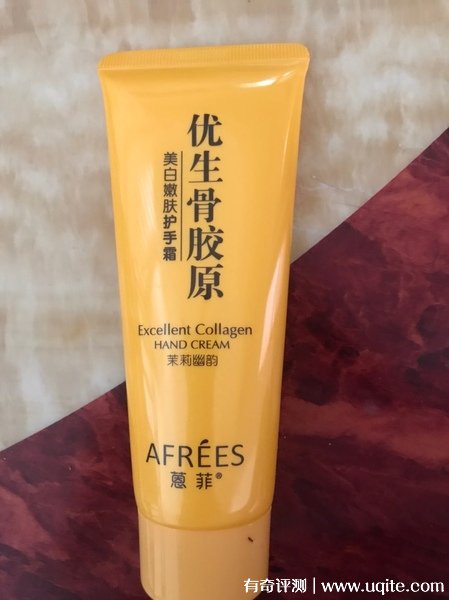 优生骨胶原
美白嫩肤护手霜
Excellent Collagen
HAND CREAM
茉莉幽韵
AFRÉES
蔥菲®
有奇评测 | www.uqite.com